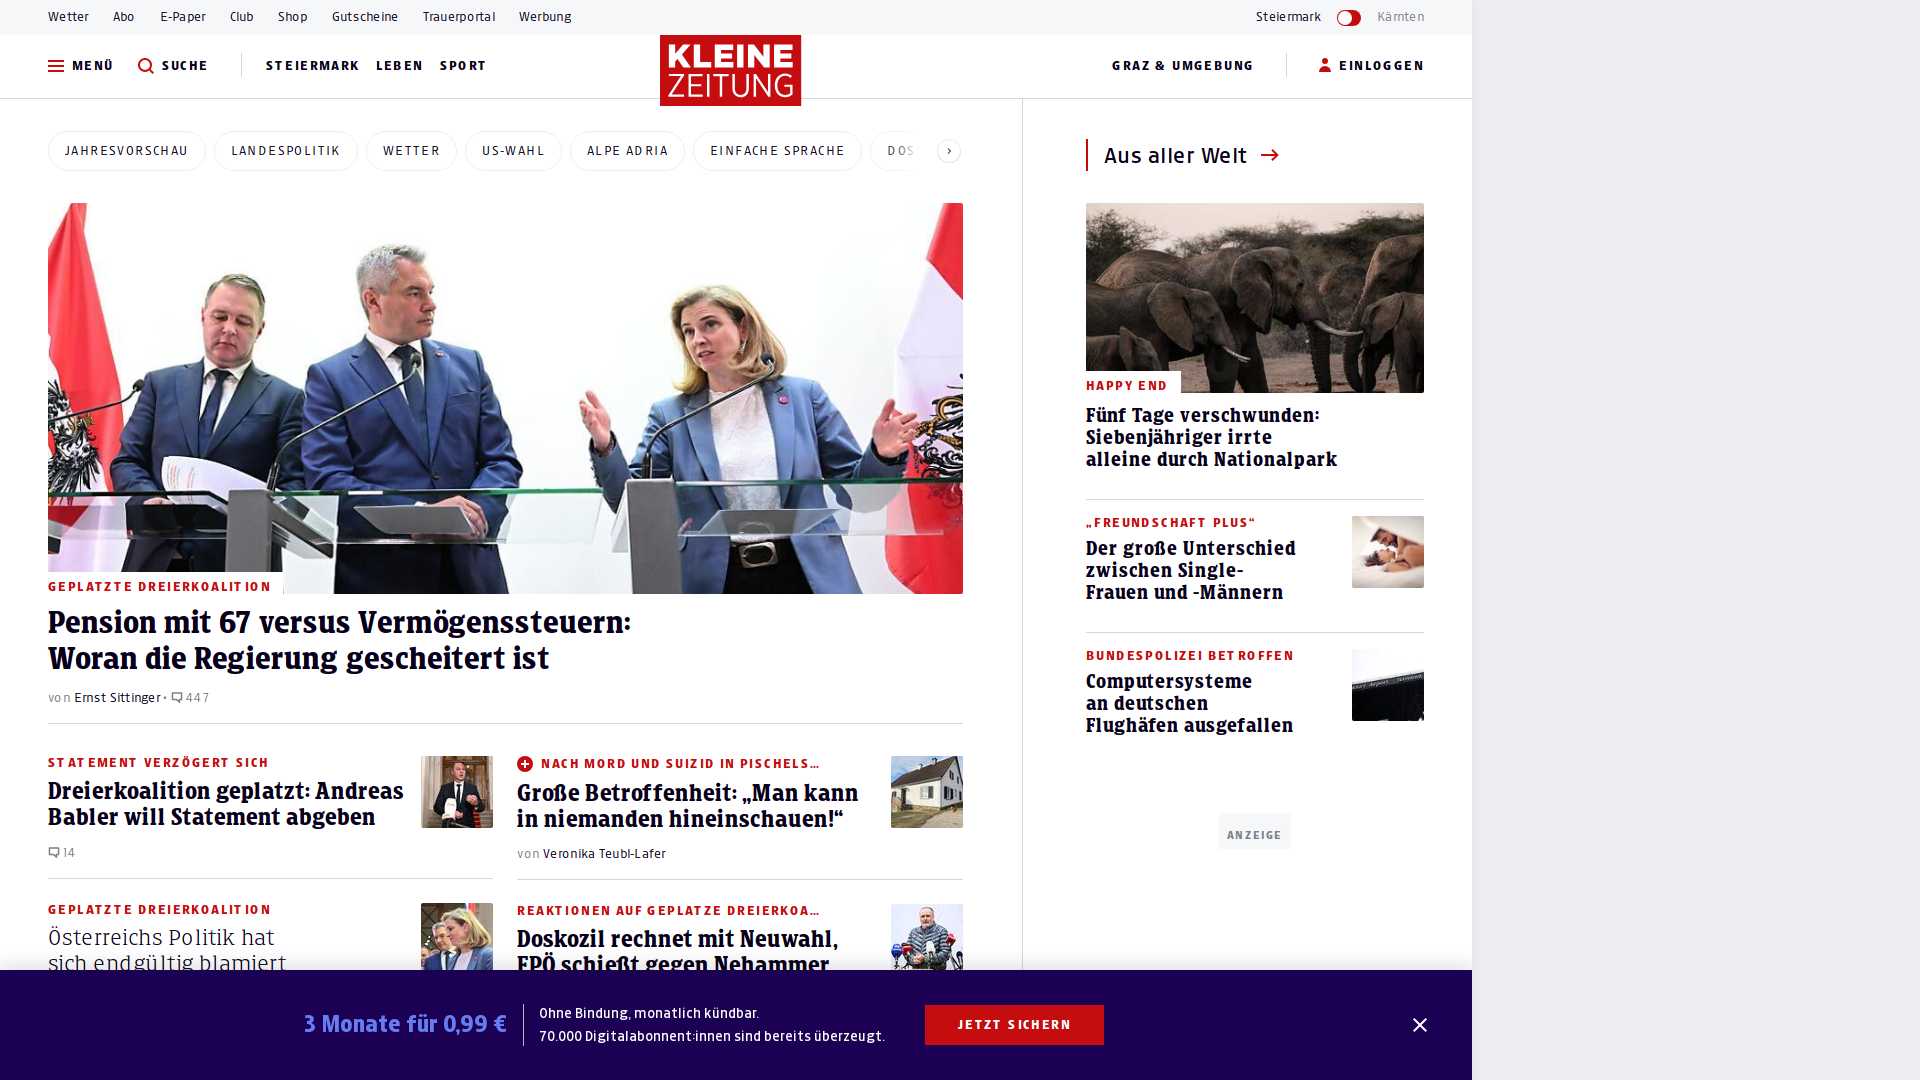 Wetter
Abo
E-Paper
Club
Shop
Gutscheine
Trauerportal
Werbung
Steiermark
Kärnten
MENÜ
SUCHE
STEIERMARK
LEBEN
SPORT
KLEINE
ZEITUNG
GRAZ & UMGEBUNG
EINLOGGEN
JAHRESVORSCHAU
LANDESPOLITIK
WETTER
US-WAHL
ALPE ADRIA
EINFACHE SPRACHE
DOS
GEPLATZTE DREIERKOALITION
Pension mit 67 versus Vermögenssteuern:
Woran die Regierung gescheitert ist
von Ernst Sittinger • 447
STATEMENT VERZÖGERT SICH
Dreierkoalition geplatzt: Andreas
Babler will Statement abgeben
14
NACH MORD UND SUIZID IN PISCHELS…
Große Betroffenheit: „Man kann
in niemanden hineinschauen!“
von Veronika Teubl-Lafer
GEPLATZTE DREIERKOALITION
Österreichs Politik hat
sich endgültig blamiert
REAKTIONEN AUF GEPLATZE DREIERKOA…
Doskozil rechnet mit Neuwahl,
FPÖ schießt gegen Nehammer
Aus aller Welt
HAPPY END
Fünf Tage verschwunden:
Siebenjähriger irrte
alleine durch Nationalpark
„FREUNDSCHAFT PLUS“
Der große Unterschied
zwischen Single-
Frauen und -Männern
BUNDESPOLIZEI BETROFFEN
Computersysteme
an deutschen
Flughäfen ausgefallen
ANZEIGE
3 Monate für 0,99 €
Ohne Bindung, monatlich kündbar.
70.000 Digitalabonnent:innen sind bereits überzeugt.
JETZT SICHERN